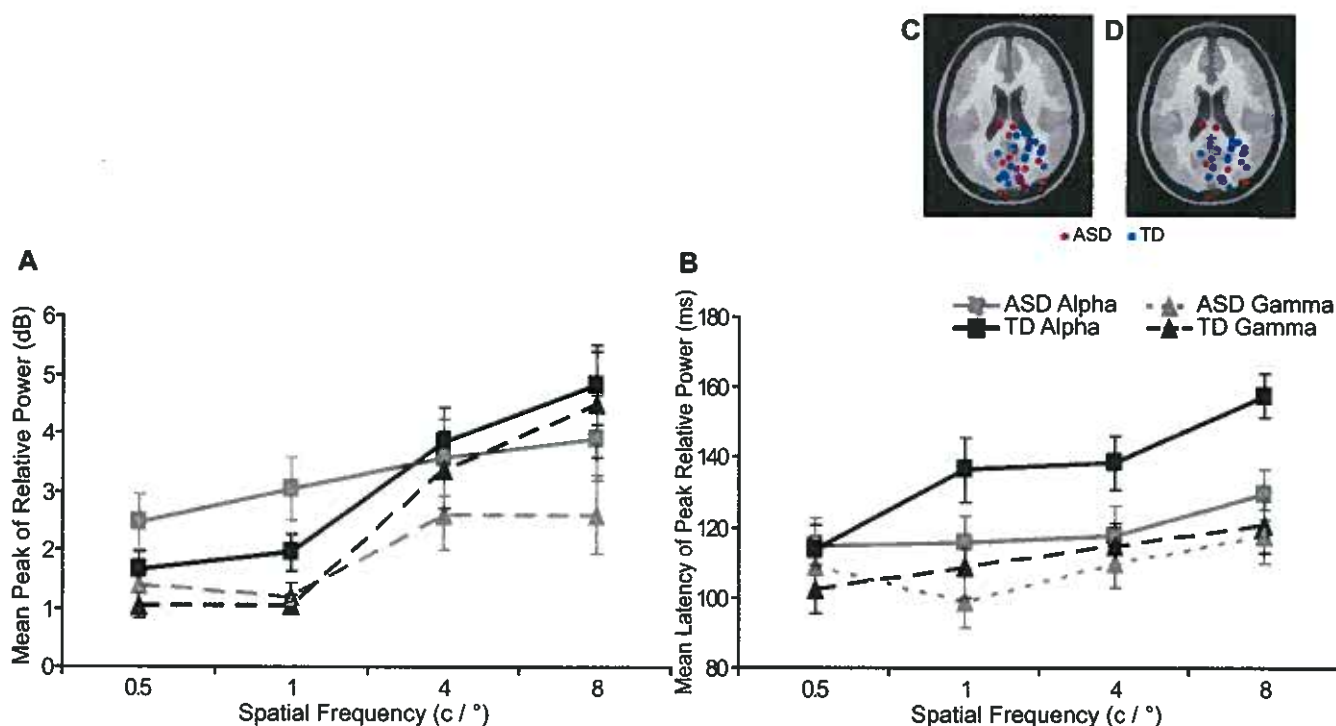 C
D
ASD TD
A
B
ASD Alpha
ASD Gamma
TD Alpha
TD Gamma
Mean Peak of Relative Power (dB)
6
5
4
3
2
1
0
0.5 1 4 8
Spatial Frequency (c / °)
Mean Latency of Peak Relative Power (ms)
180
160
140
120
100
80
0.5 1 4 8
Spatial Frequency (c / °)